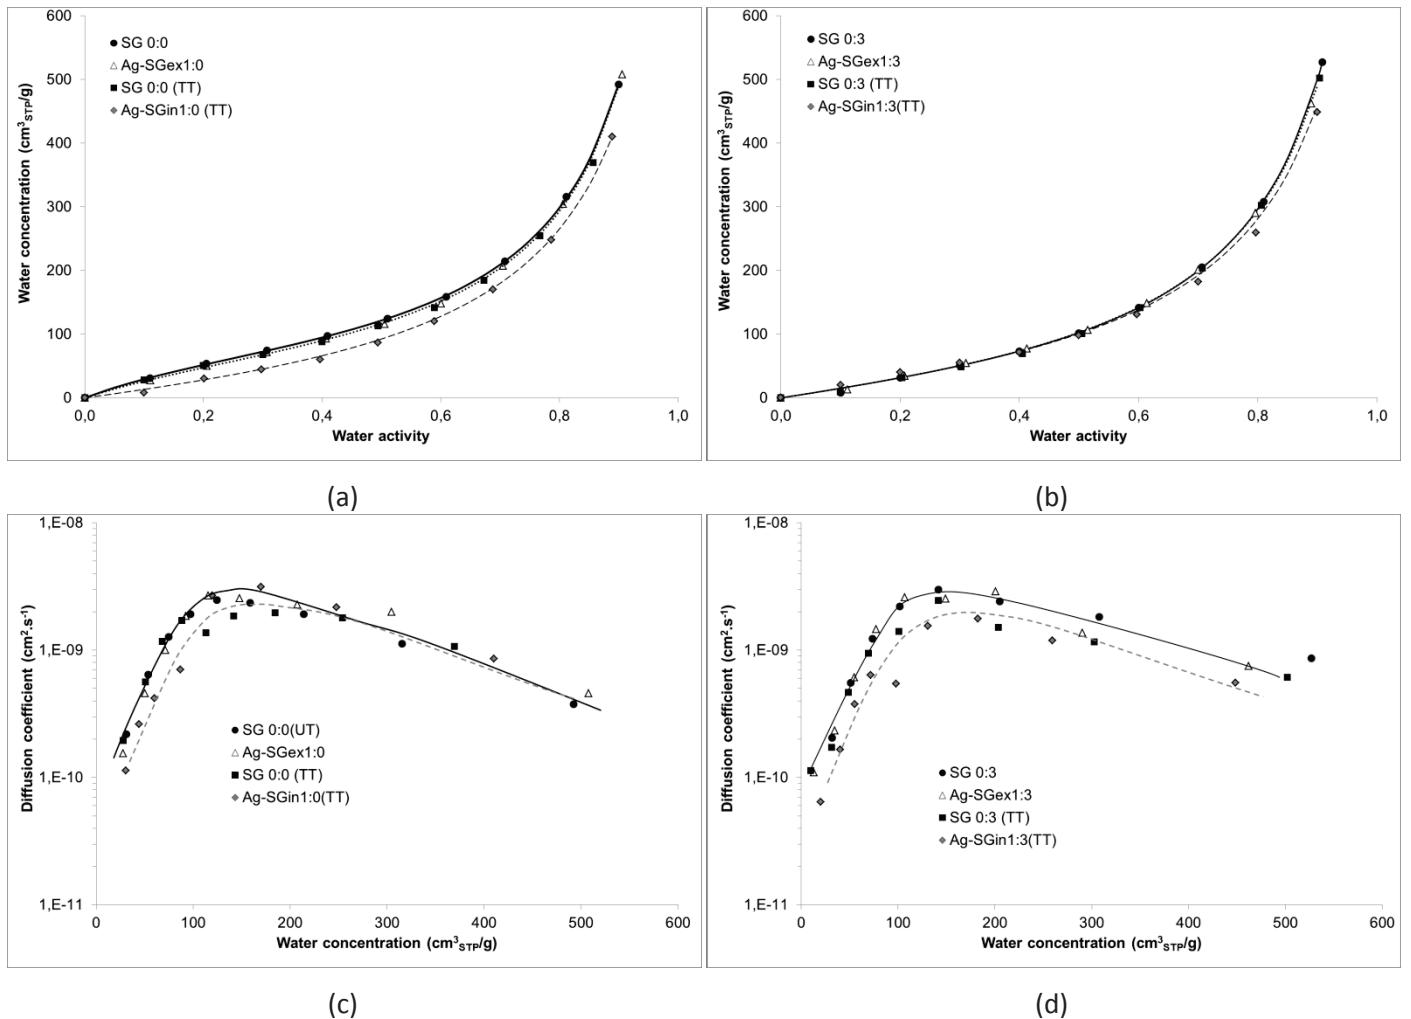 600
500
400
300
200
100
0
Water concentration (cm³STP/g)
SG 0:0
Ag-SGex1:0
SG 0:0 (TT)
Ag-SGin1:0 (TT)
0,0 0,2 0,4 0,6 0,8 1,0
Water activity
(a)
600
500
400
300
200
100
0
Water concentration (cm³STP/g)
SG 0:3
Ag-SGex1:3
SG 0:3 (TT)
Ag-SGin1:3(TT)
0,0 0,2 0,4 0,6 0,8 1,0
Water activity
(b)
1,E-08
1,E-09
1,E-10
1,E-11
Diffusion coefficient (cm².s⁻¹)
SG 0:0(UT)
Ag-SGex1:0
SG 0:0 (TT)
Ag-SGin1:0(TT)
0 100 200 300 400 500 600
Water concentration (cm³STP/g)
(c)
1,E-08
1,E-09
1,E-10
1,E-11
Diffusion coefficient (cm².s⁻¹)
SG 0:3
Ag-SGex1:3
SG 0:3 (TT)
Ag-SGin1:3(TT)
0 100 200 300 400 500 600
Water concentration (cm³STP/g)
(d)